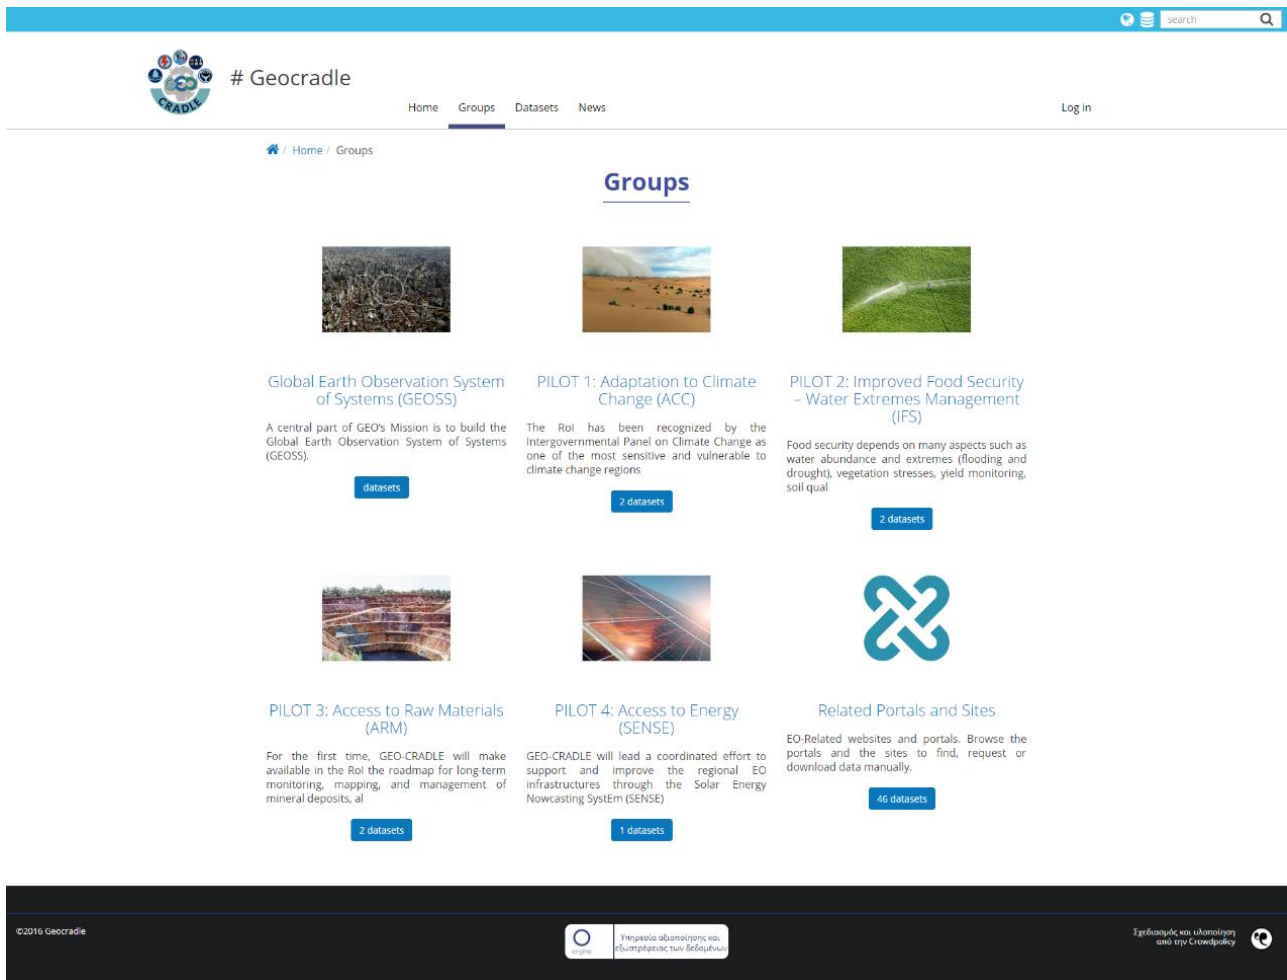 search
GEO
CRADLE
# Geocradle
Home Groups Datasets News
Log in
/ Home / Groups
Groups
Global Earth Observation System
of Systems (GEOSS)
A central part of GEO's Mission is to build the
Global Earth Observation System of Systems
(GEOSS).
datasets
PILOT 1: Adaptation to Climate
Change (ACC)
The RoI has been recognized by the
Intergovernmental Panel on Climate Change as
one of the most sensitive and vulnerable to
climate change regions
2 datasets
PILOT 2: Improved Food Security
– Water Extremes Management
(IFS)
Food security depends on many aspects such as
water abundance and extremes (flooding and
drought), vegetation stresses, yield monitoring,
soil qual
2 datasets
PILOT 3: Access to Raw Materials
(ARM)
For the first time, GEO-CRADLE will make
available in the RoI the roadmap for long-term
monitoring, mapping, and management of
mineral deposits, al
2 datasets
PILOT 4: Access to Energy
(SENSE)
GEO-CRADLE will lead a coordinated effort to
support and improve the regional EO
infrastructures through the Solar Energy
Nowcasting SystEm (SENSE)
1 datasets
Related Portals and Sites
EO-Related websites and portals. Browse the
portals and the sites to find, request or
download data manually.
46 datasets
©2016 Geocradle
Υπηρεσία αξιοποίησης και
εξωστρέφειας των δεδομένων
Σχεδιασμός και υλοποίηση
από την Crowdpolicy